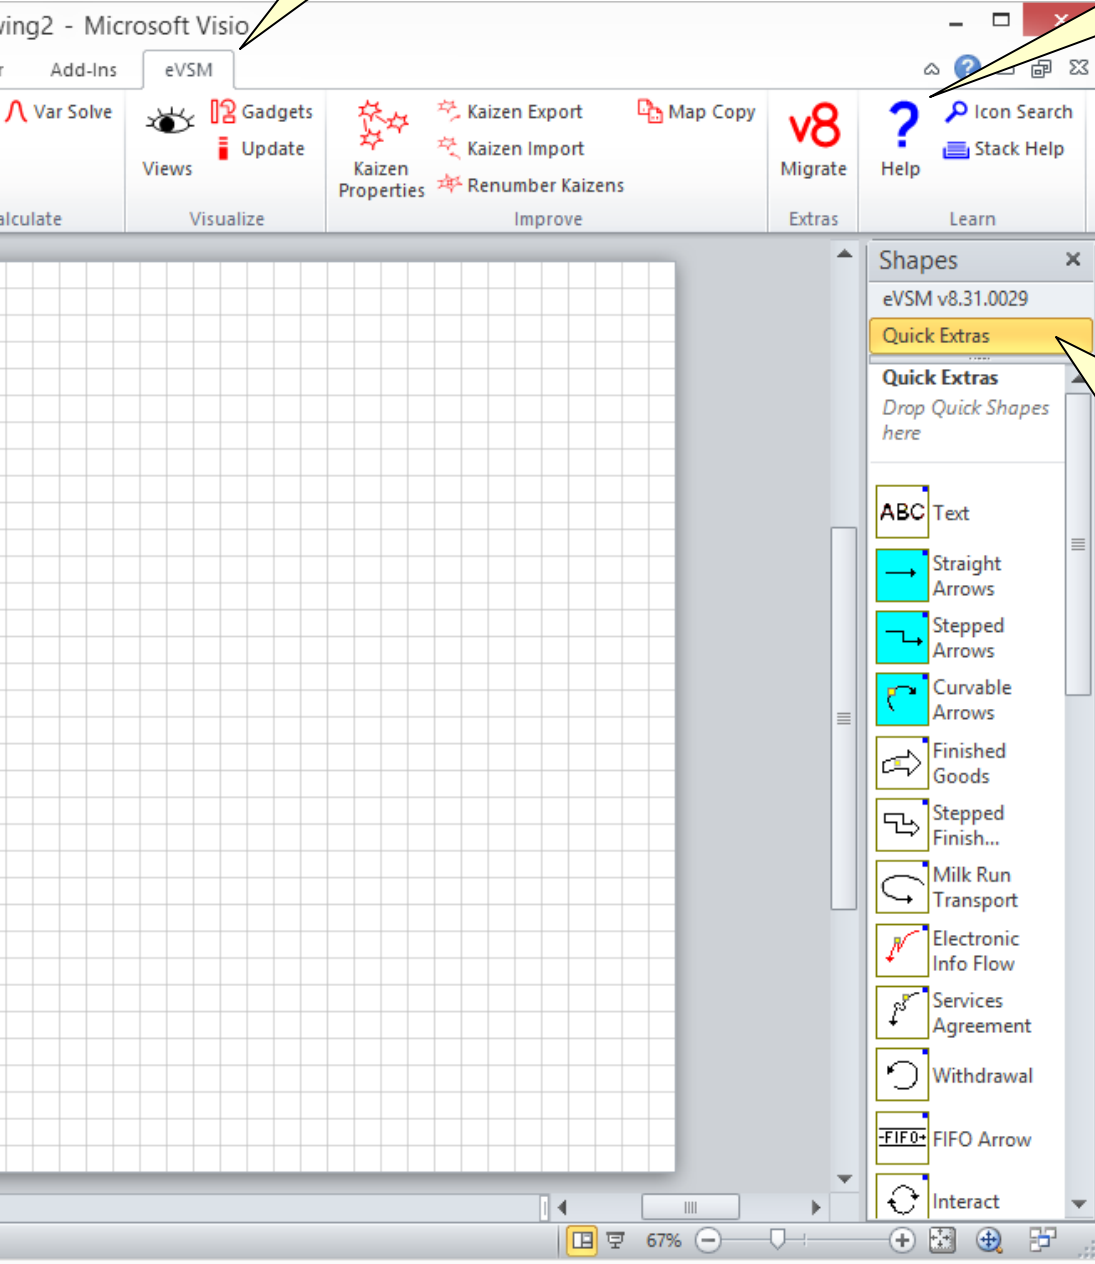 wing2 - Microsoft Visio
r Add-Ins eVSM
Var Solve
Views
Gadgets
Update
Kaizen
Properties
Kaizen Export
Kaizen Import
Renumber Kaizens
Map Copy
v8
Migrate
?
Help
Icon Search
Stack Help
alculate Visualize Improve Extras Learn
Shapes
eVSM v8.31.0029
Quick Extras
Quick Extras
Drop Quick Shapes
here
ABC Text
Straight
Arrows
Stepped
Arrows
Curvable
Arrows
Finished
Goods
Stepped
Finish...
Milk Run
Transport
Electronic
Info Flow
Services
Agreement
Withdrawal
-FIFO→ FIFO Arrow
Interact
67%